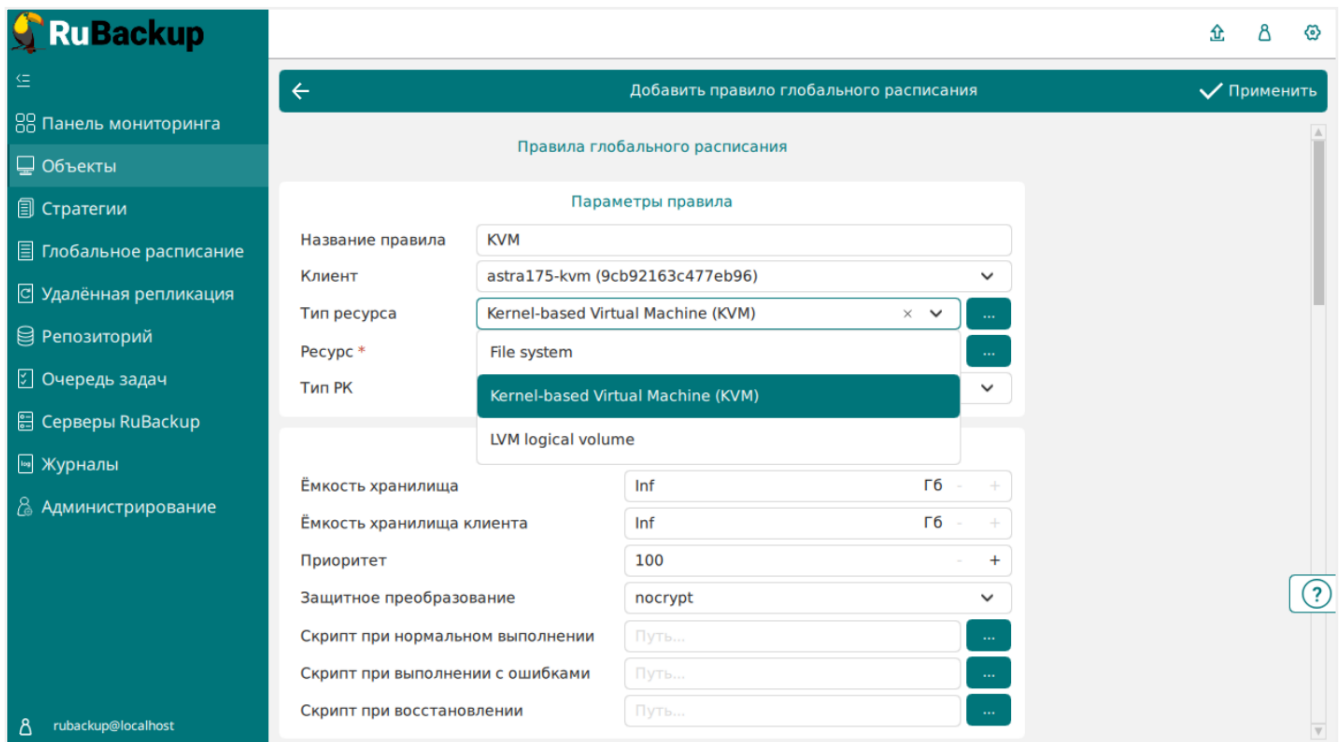 RuBackup
Панель мониторинга
Объекты
Стратегии
Глобальное расписание
Удалённая репликация
Репозиторий
Очередь задач
Серверы RuBackup
Журналы
Администрирование
rubackup@localhost
Добавить правило глобального расписания
Применить
Правила глобального расписания
Параметры правила
Название правила KVM
Клиент astra175-kvm (9cb92163c477eb96)
Тип ресурса Kernel-based Virtual Machine (KVM) × ...
Ресурс * ...
Тип РК
File system
Kernel-based Virtual Machine (KVM)
LVM logical volume
Ёмкость хранилища Inf Гб - +
Ёмкость хранилища клиента Inf Гб - +
Приоритет 100 - +
Защитное преобразование nocrypt
Скрипт при нормальном выполнении Путь... ...
Скрипт при выполнении с ошибками Путь... ...
Скрипт при восстановлении Путь... ...
?